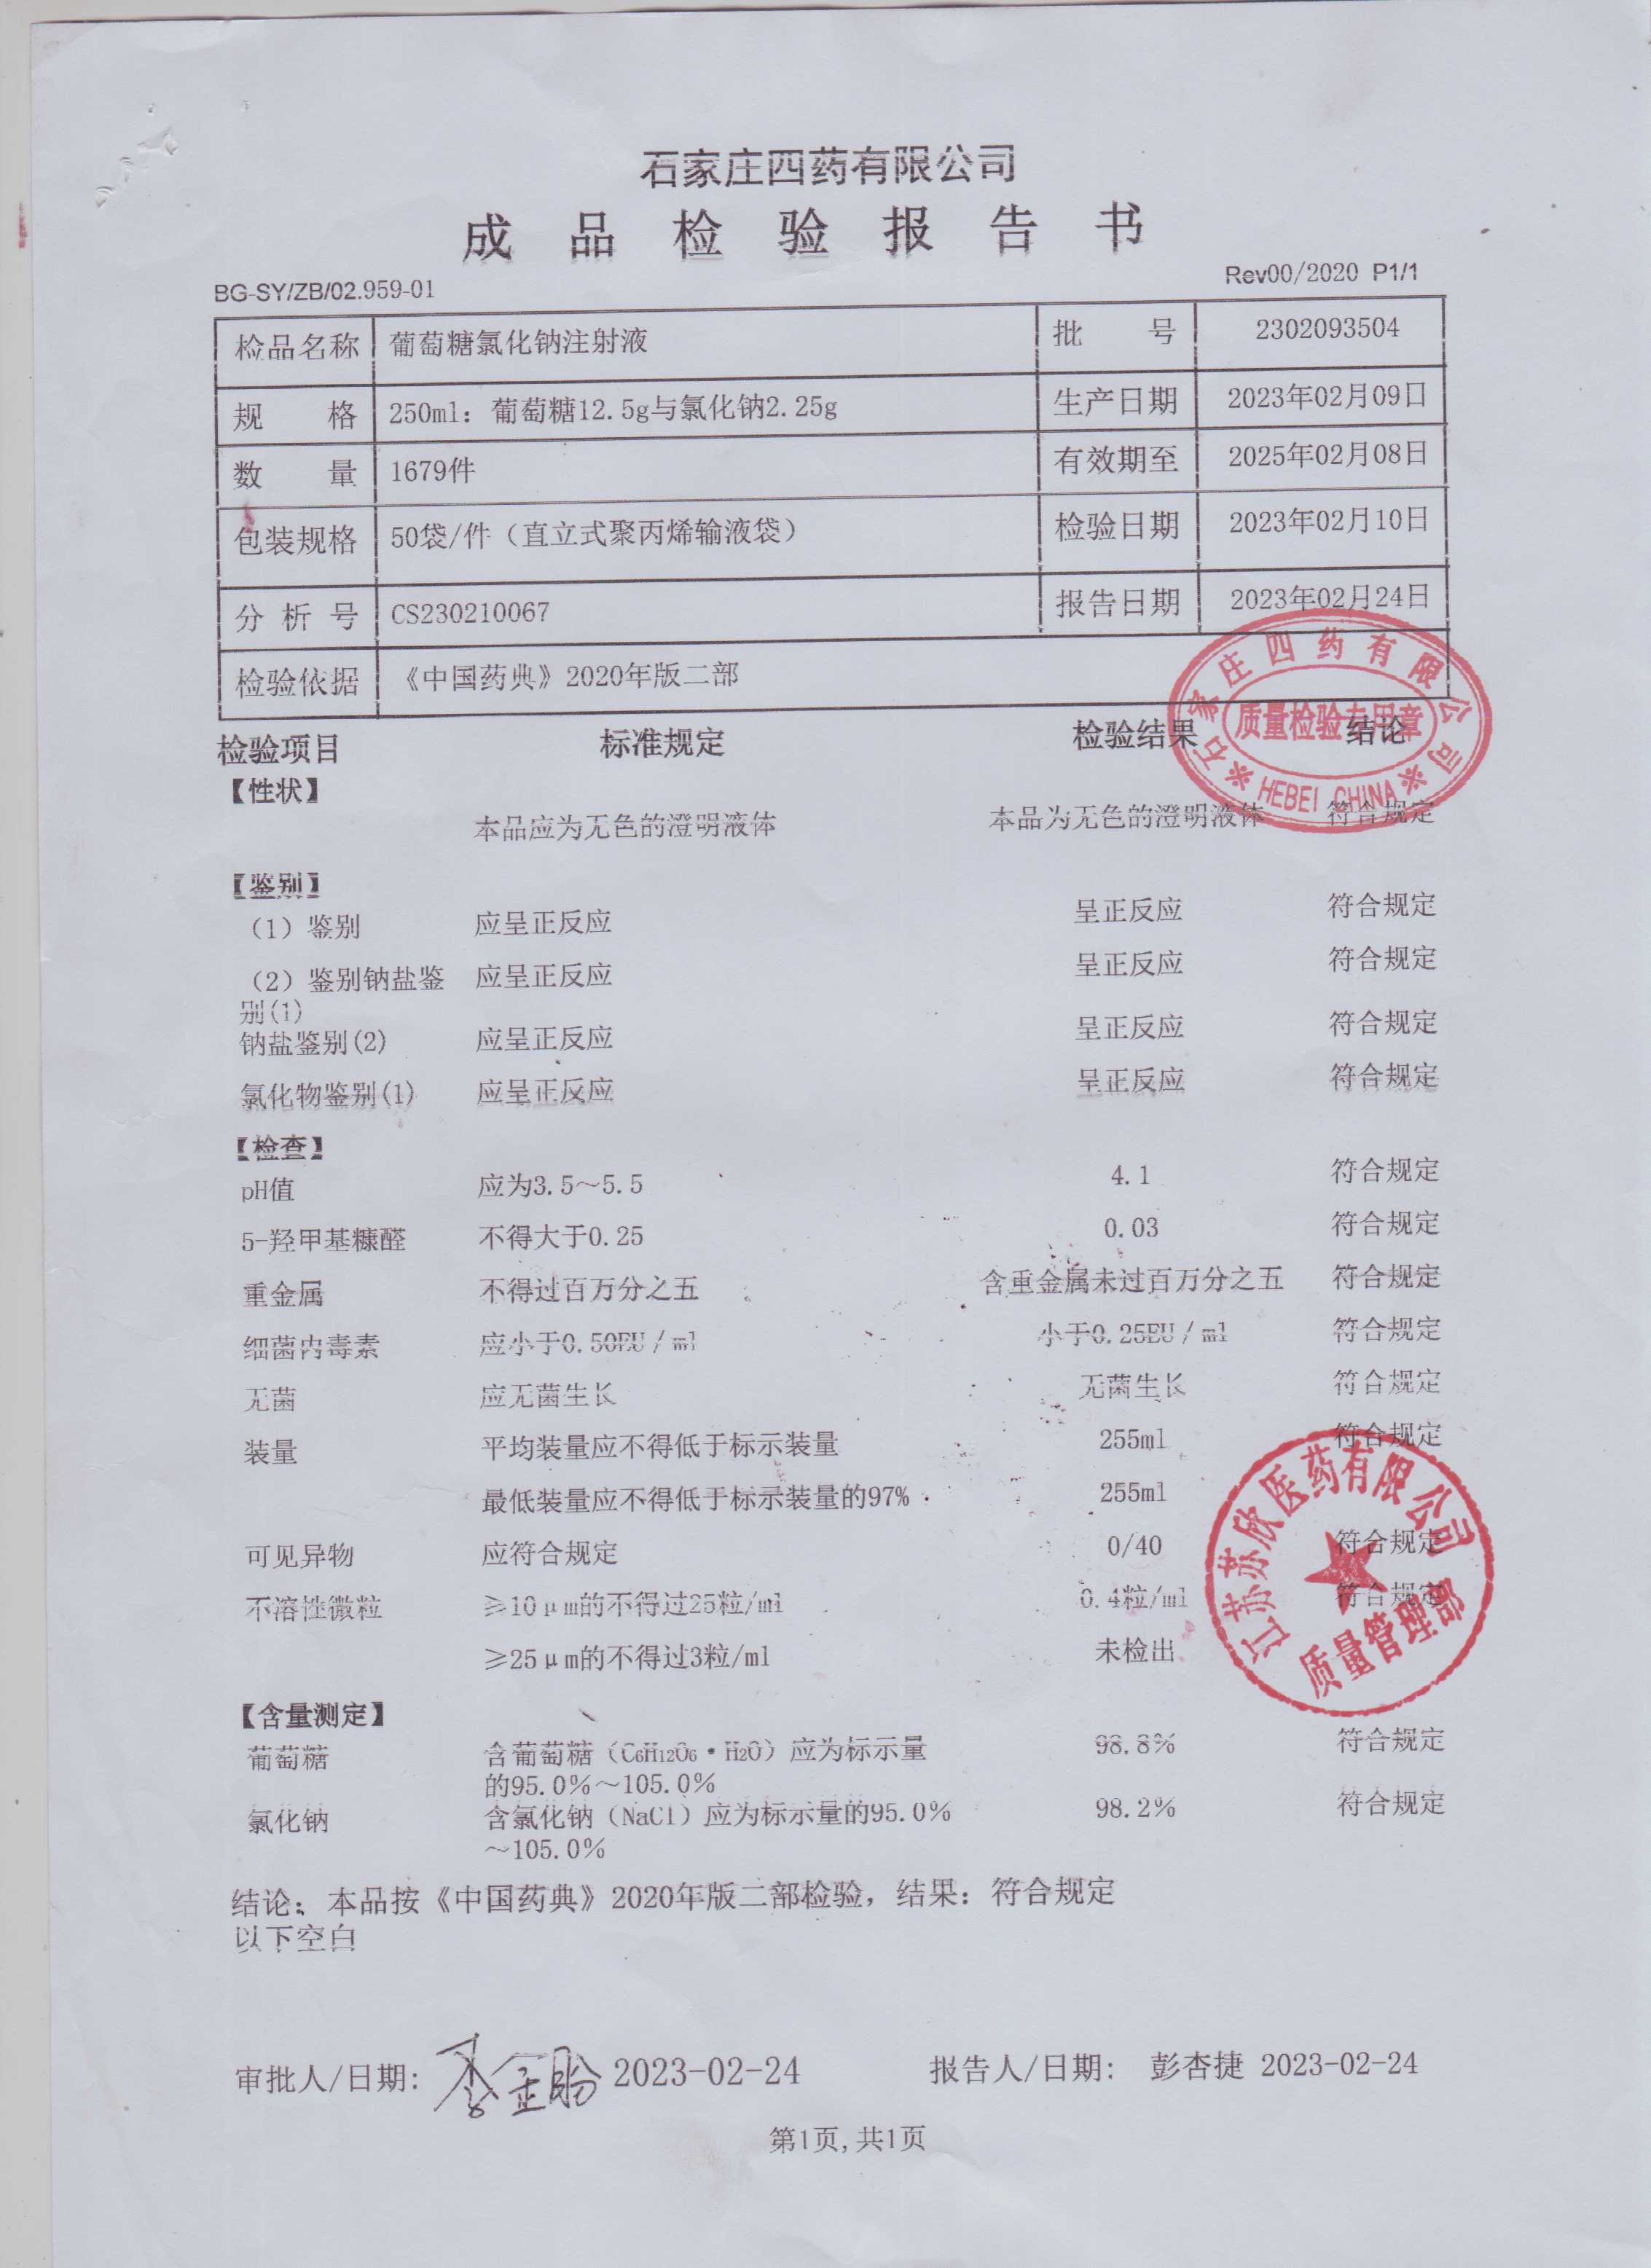 石家庄四药有限公司
成品检验报告书
BG-SY/ZB/02.959-01
Rev00/2020 P1/1
检品名称 葡萄糖氯化钠注射液 批 号 2302093504
规 格 250ml：葡萄糖12.5g与氯化钠2.25g 生产日期 2023年02月09日
数 量 1679件 有效期至 2025年02月08日
包装规格 50袋/件（直立式聚丙烯输液袋） 检验日期 2023年02月10日
分 析 号 CS230210067 报告日期 2023年02月24日
检验依据 《中国药典》2020年版二部
石家庄四药有限公司
质量检验专用章
※ HEBEI CHINA ※
检验项目 标准规定 检验结果 结论
【性状】
本品应为无色的澄明液体 本品为无色的澄明液体 符合规定
【鉴别】
（1）鉴别 应呈正反应 呈正反应 符合规定
（2）鉴别钠盐鉴 应呈正反应 呈正反应 符合规定
别(1)
钠盐鉴别(2) 应呈正反应 呈正反应 符合规定
氯化物鉴别(1) 应呈正反应 呈正反应 符合规定
【检查】
pH值 应为3.5～5.5 4.1 符合规定
5-羟甲基糠醛 不得大于0.25 0.03 符合规定
重金属 不得过百万分之五 含重金属未过百万分之五 符合规定
细菌内毒素 应小于0.50EU/ml 小于0.25EU/ml 符合规定
无菌 应无菌生长 无菌生长 符合规定
装量 平均装量应不得低于标示装量 255ml 符合规定
最低装量应不得低于标示装量的97% 255ml
可见异物 应符合规定 0/40 符合规定
不溶性微粒 ≥10μm的不得过25粒/ml 0.4粒/ml 符合规定
≥25μm的不得过3粒/ml 未检出
江苏苏欣医药有限公司
质量管理部
【含量测定】
葡萄糖 含葡萄糖（C6H12O6·H2O）应为标示量 98.8% 符合规定
的95.0%～105.0%
氯化钠 含氯化钠（NaCl）应为标示量的95.0% 98.2% 符合规定
～105.0%
结论：本品按《中国药典》2020年版二部检验，结果：符合规定
以下空白
审批人/日期: 2023-02-24 报告人/日期: 彭杏捷 2023-02-24
第1页,共1页